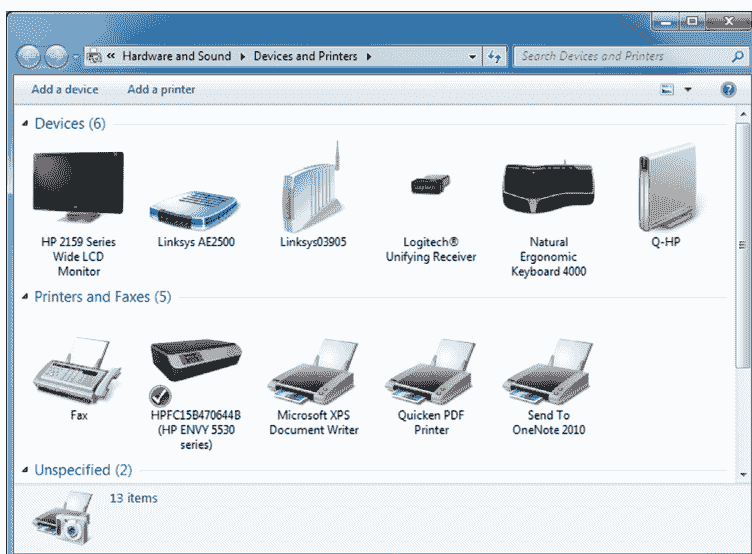 « Hardware and Sound ▸ Devices and Printers ▸
Search Devices and Printers
Add a device
Add a printer
Devices (6)
HP 2159 Series
Wide LCD
Monitor
Linksys AE2500
Linksys03905
Logitech®
Unifying Receiver
Natural
Ergonomic
Keyboard 4000
Q-HP
Printers and Faxes (5)
Fax
HPFC15B470644B
(HP ENVY 5530
series)
Microsoft XPS
Document Writer
Quicken PDF
Printer
Send To
OneNote 2010
Unspecified (2)
13 items